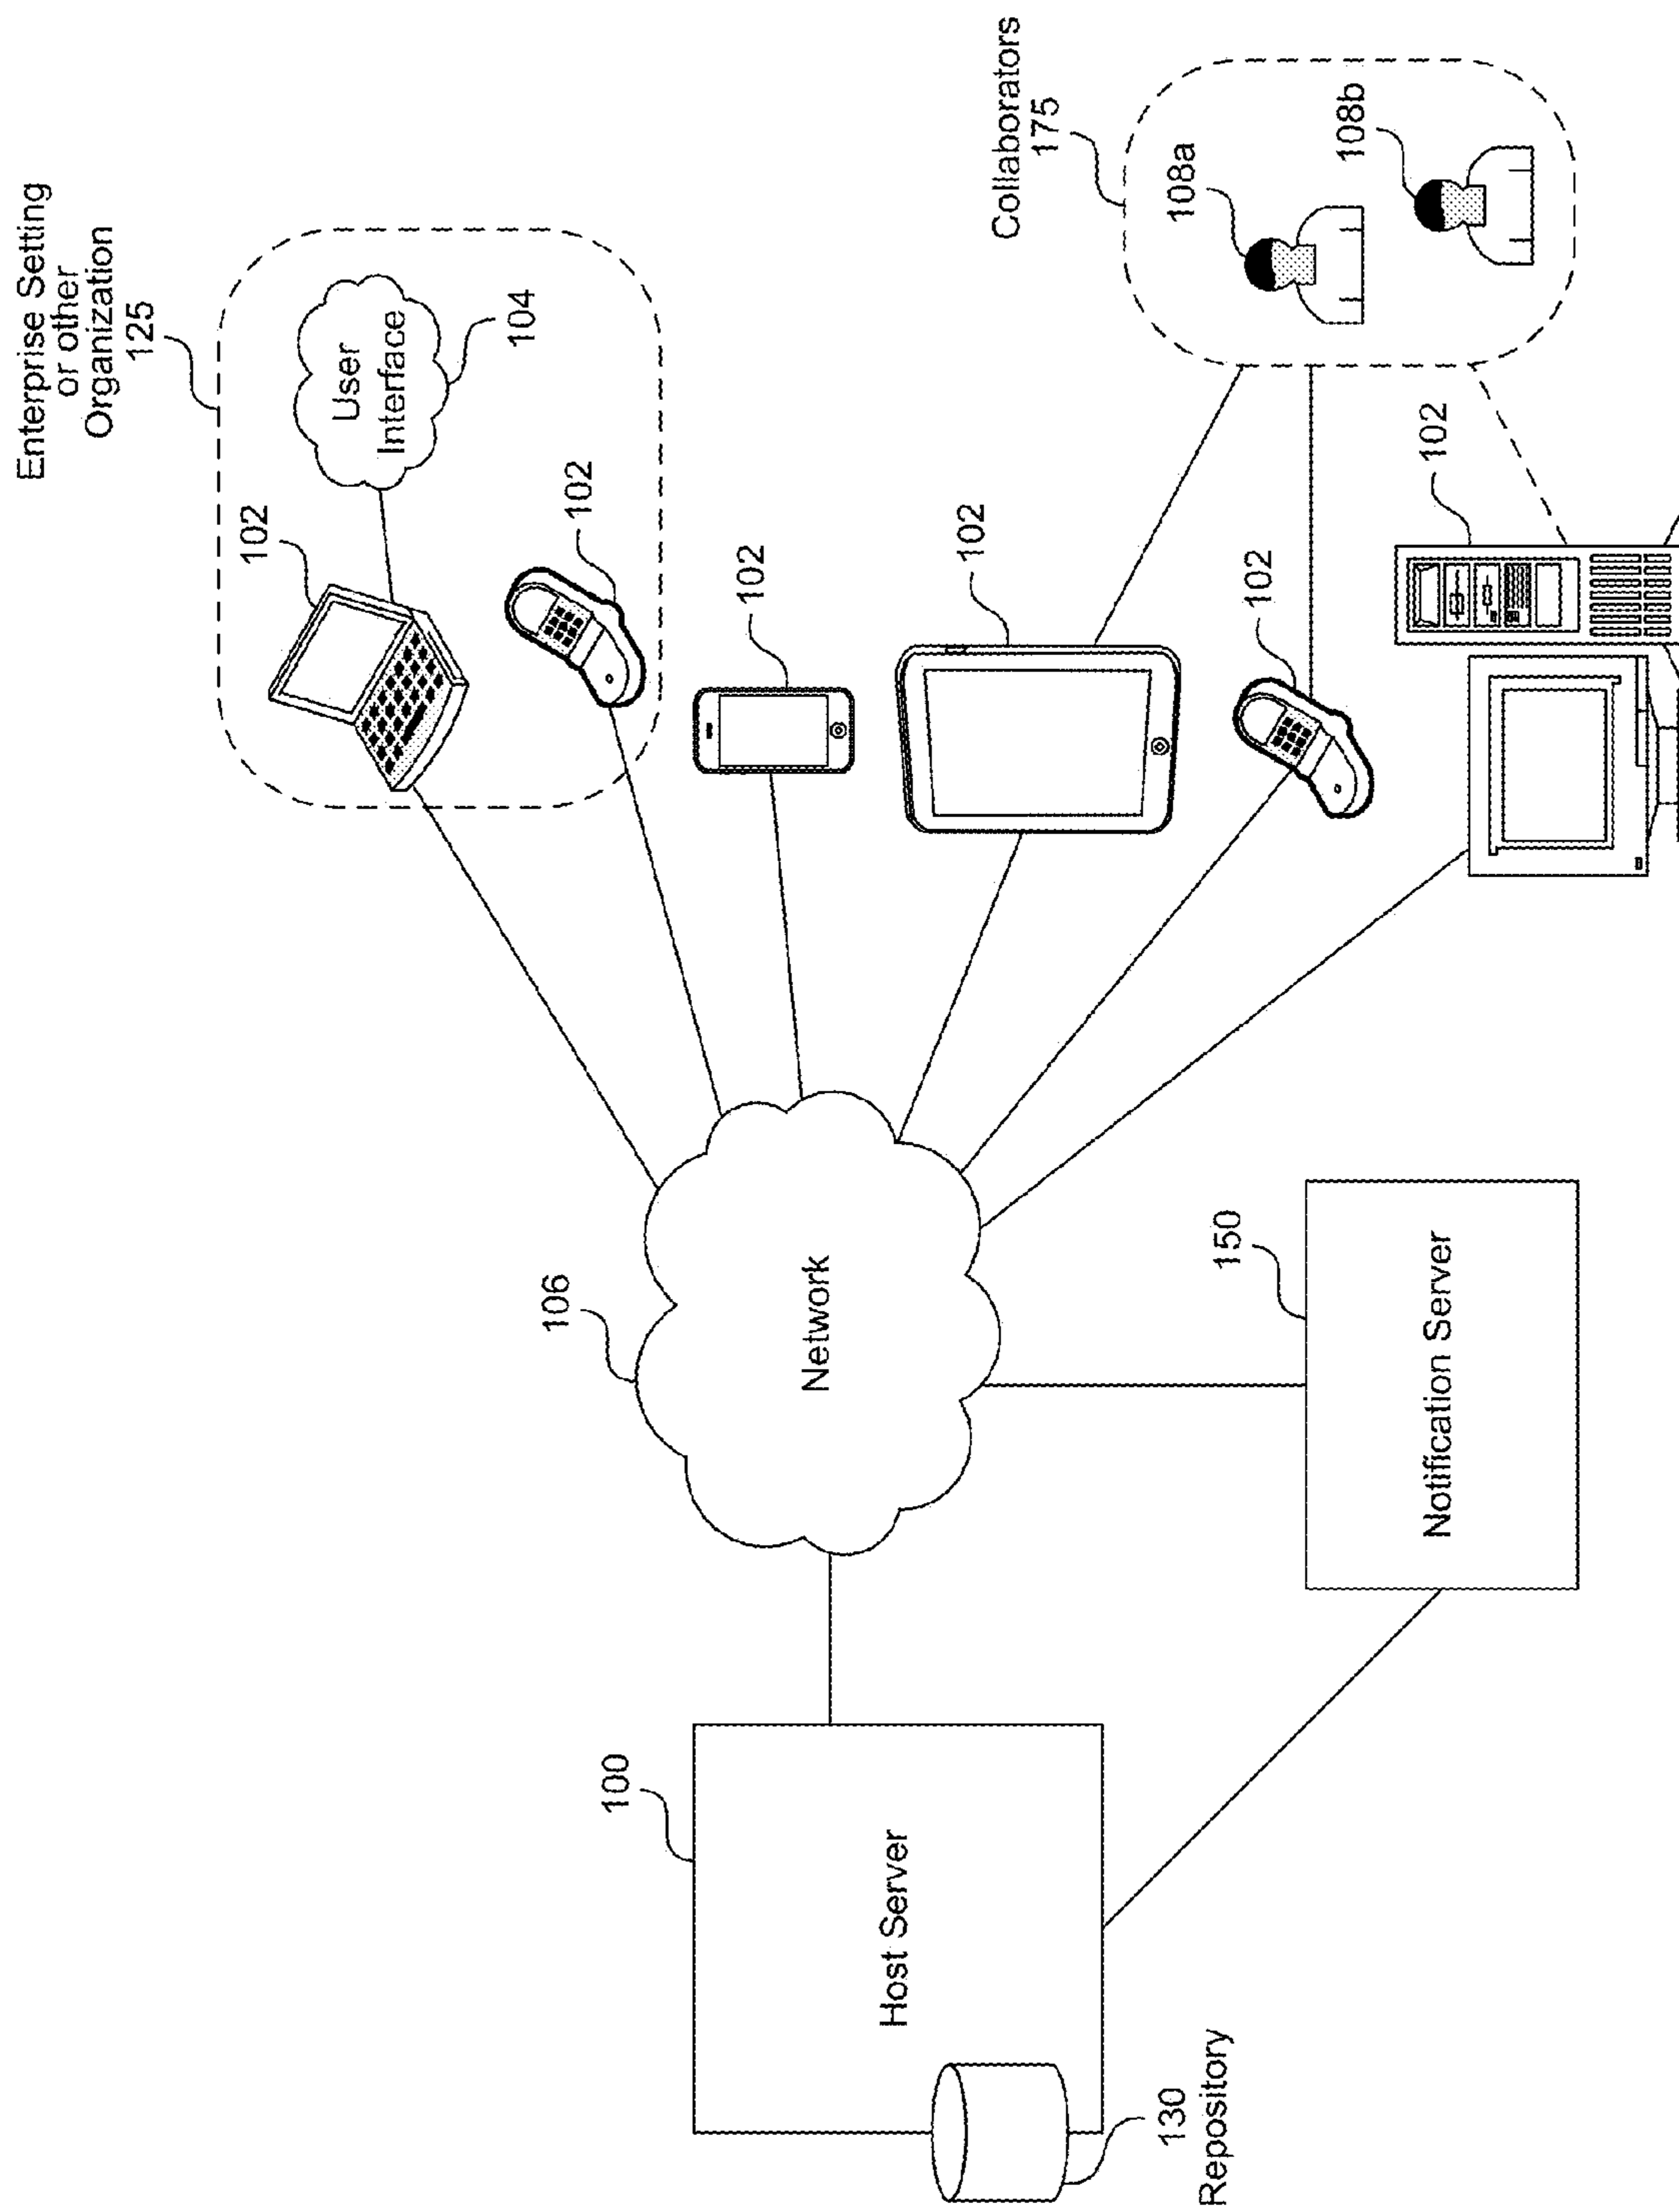 Enterprise Setting
or other
Organization
125
102
User
Interface
104
102
102
102
Collaborators
175
108a
108b
102
102
106
Network
150
Notification Server
100
Host Server
130
Repository